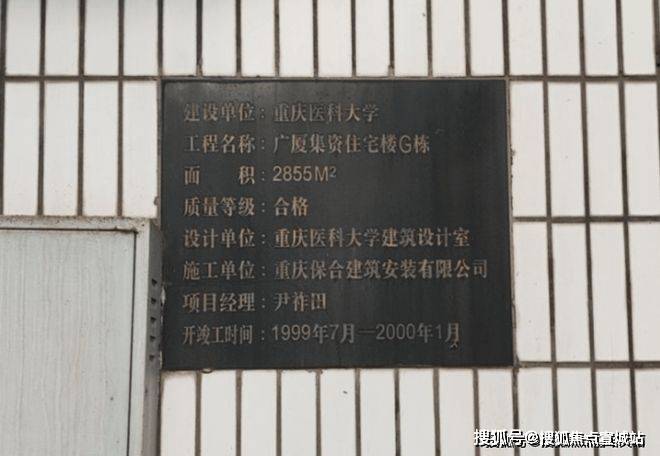 建设单位：重庆医科大学
工程名称：广厦集资住宅楼G栋
面　　积：2855M²
质量等级：合格
设计单位：重庆医科大学建筑设计室
施工单位：重庆保合建筑安装有限公司
项目经理：尹祚田
开竣工时间：1999年7月—2000年1月
搜狐号@搜狐焦点宣城站